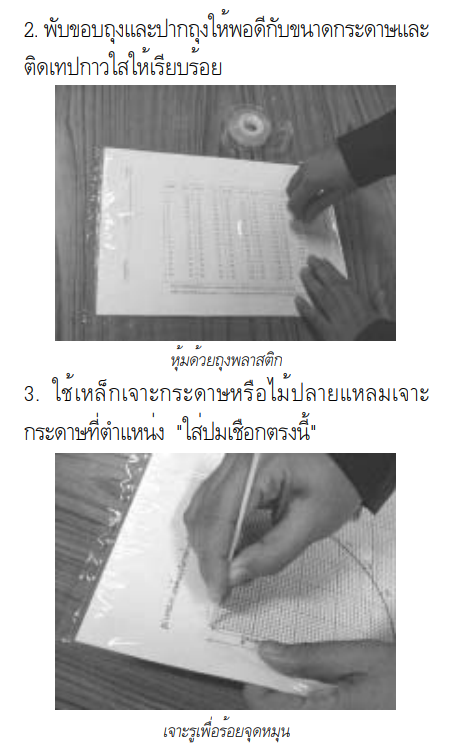 2. พับขอบถุงและปากถุงให้พอดีกับขนาดกระดาษและ
ติดเทปกาวใสให้เรียบร้อย
หุ้มด้วยถุงพลาสติก
3. ใช้เหล็กเจาะกระดาษหรือไม้ปลายแหลมเจาะ
กระดาษที่ตำแหน่ง "ใส่ปมเชือกตรงนี้"
เจาะรูเพื่อร้อยจุดหมุน